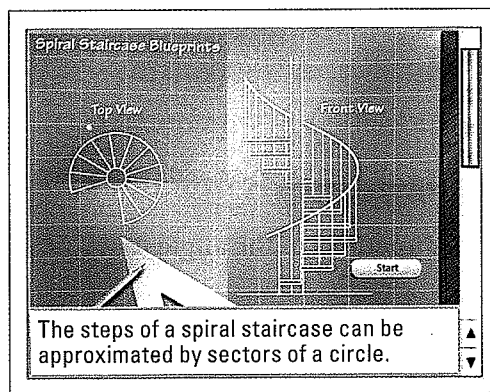 Spiral Staircase Blueprints
Top View
Front View
Start
The steps of a spiral staircase can be
approximated by sectors of a circle.